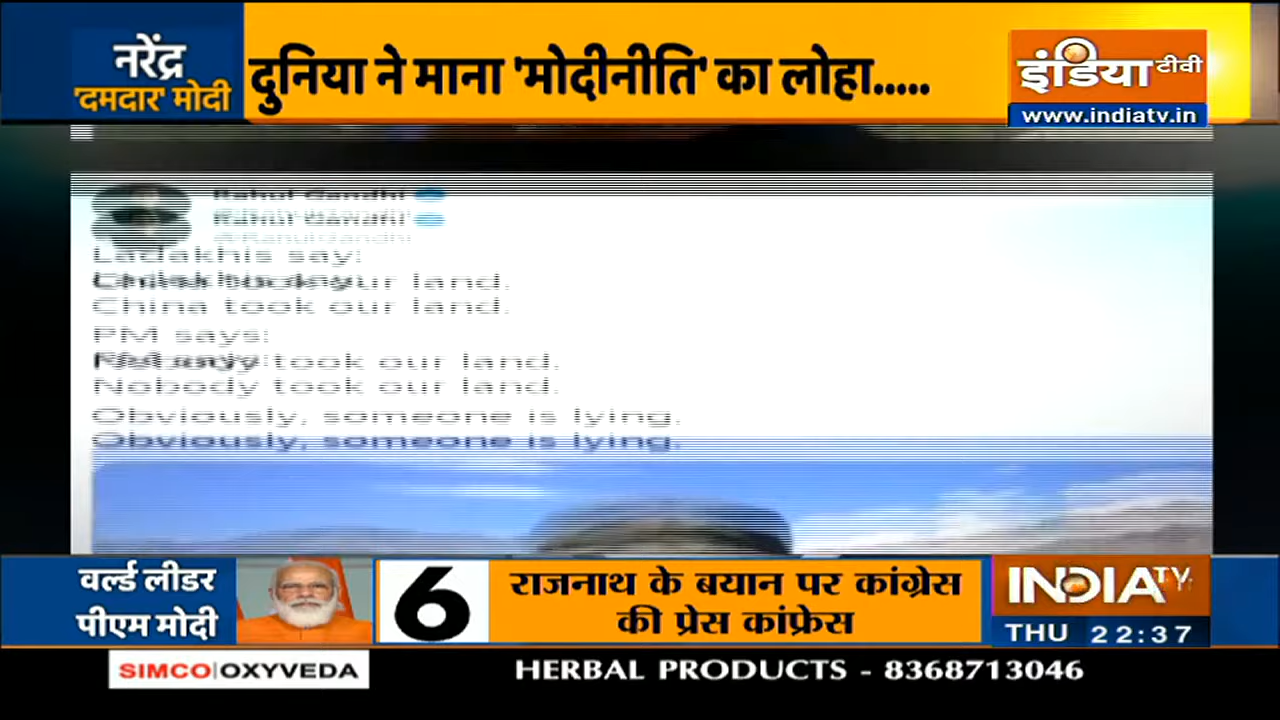 नरेंद्र
'दमदार' मोदी
दुनिया ने माना 'मोदीनीति' का लोहा.....
इंडिया टीवी
www.indiatv.in
Rahul Gandhi
Ladakhis say:
China took our land.
PM says:
Nobody took our land.
Obviously, someone is lying.
वर्ल्ड लीडर
पीएम मोदी
6
राजनाथ के बयान पर कांग्रेस
की प्रेस कांफ्रेस
INDIA TV
THU 22:37
SIMCO|OXYVEDA
HERBAL PRODUCTS - 8368713046